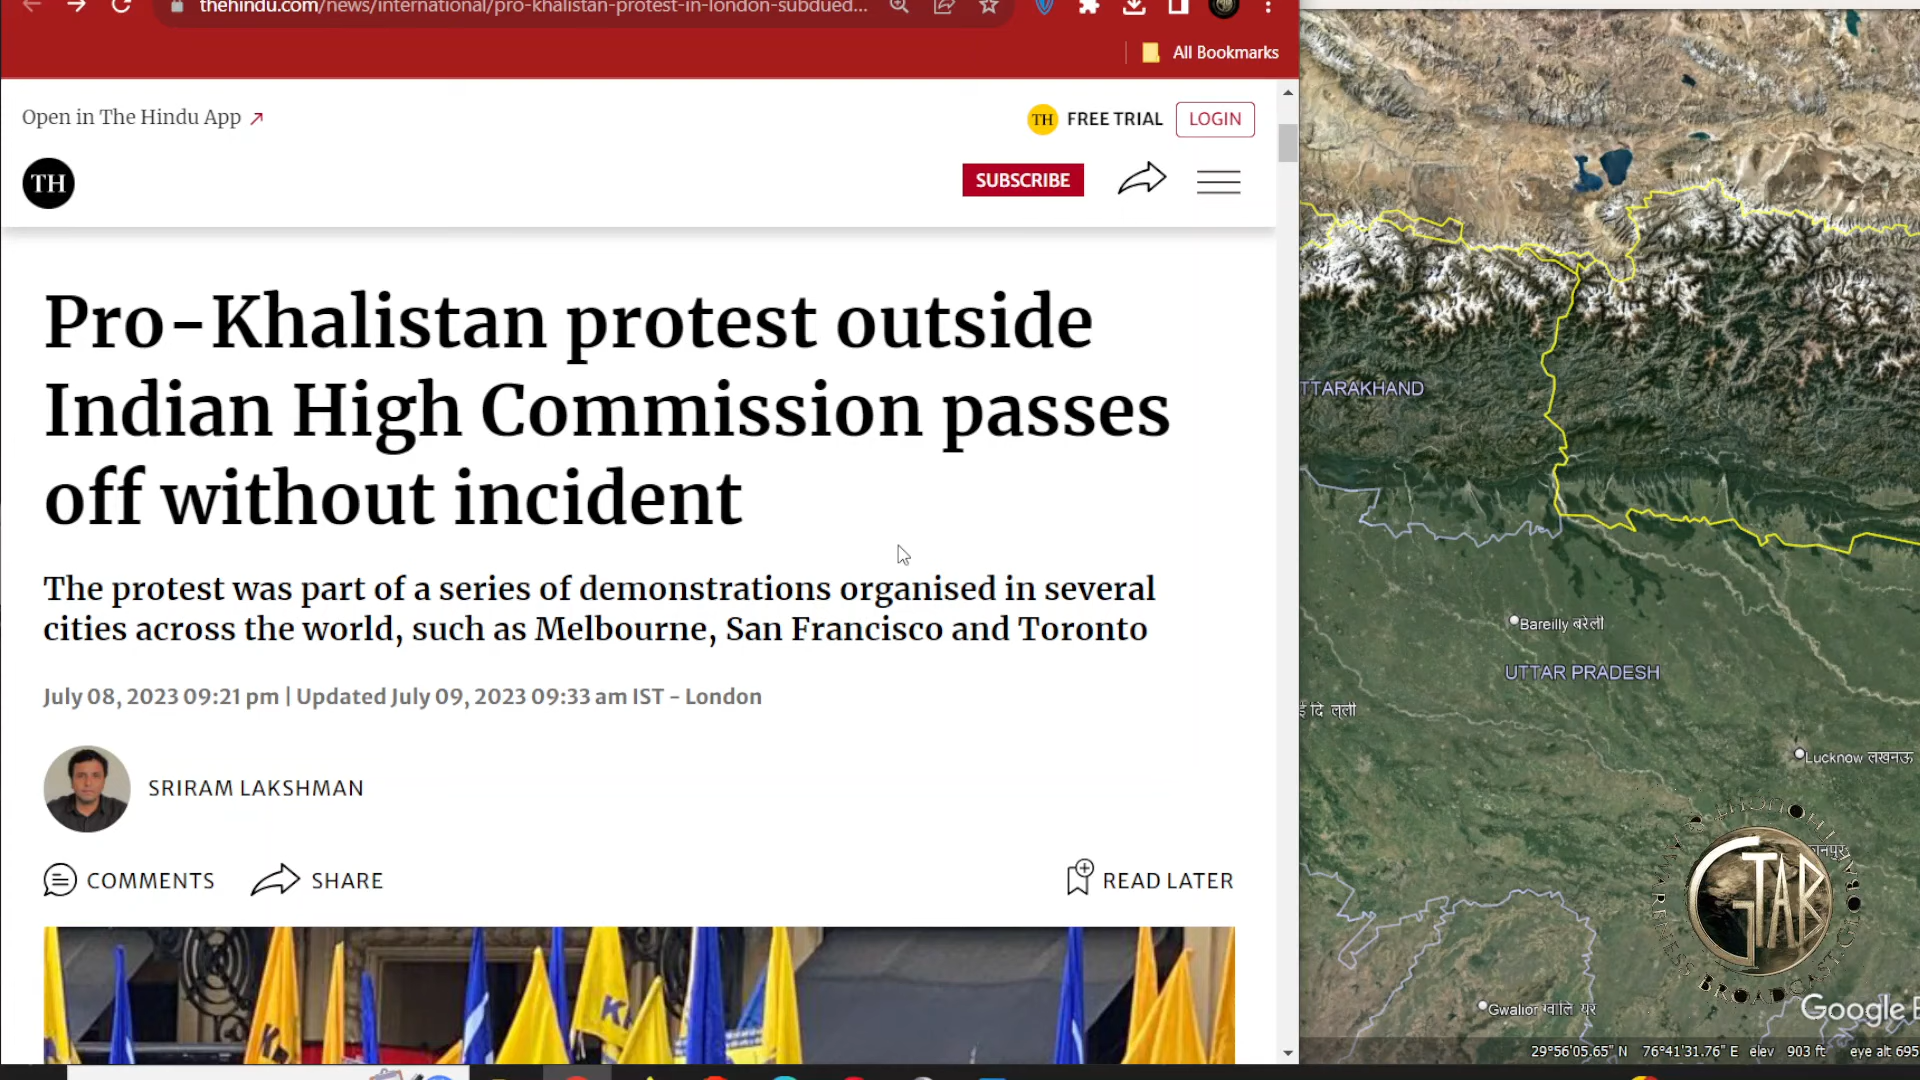 thehindu.com/news/international/pro-khalistan-protest-in-london-subdued...
All Bookmarks
Open in The Hindu App
TH FREE TRIAL LOGIN
TH
SUBSCRIBE
Pro-Khalistan protest outside
Indian High Commission passes
off without incident
The protest was part of a series of demonstrations organised in several
cities across the world, such as Melbourne, San Francisco and Toronto
July 08, 2023 09:21 pm | Updated July 09, 2023 09:33 am IST - London
SRIRAM LAKSHMAN
COMMENTS SHARE READ LATER
TTARAKHAND
Bareilly बरेली
UTTAR PRADESH
ई दि ल्ली
Lucknow लखनऊ
कानपुर
GTAB
BROADCAST
Gwalior ग्वालि यर
Google E
29°56'05.65" N 76°41'31.76" E elev 903 ft eye alt 695